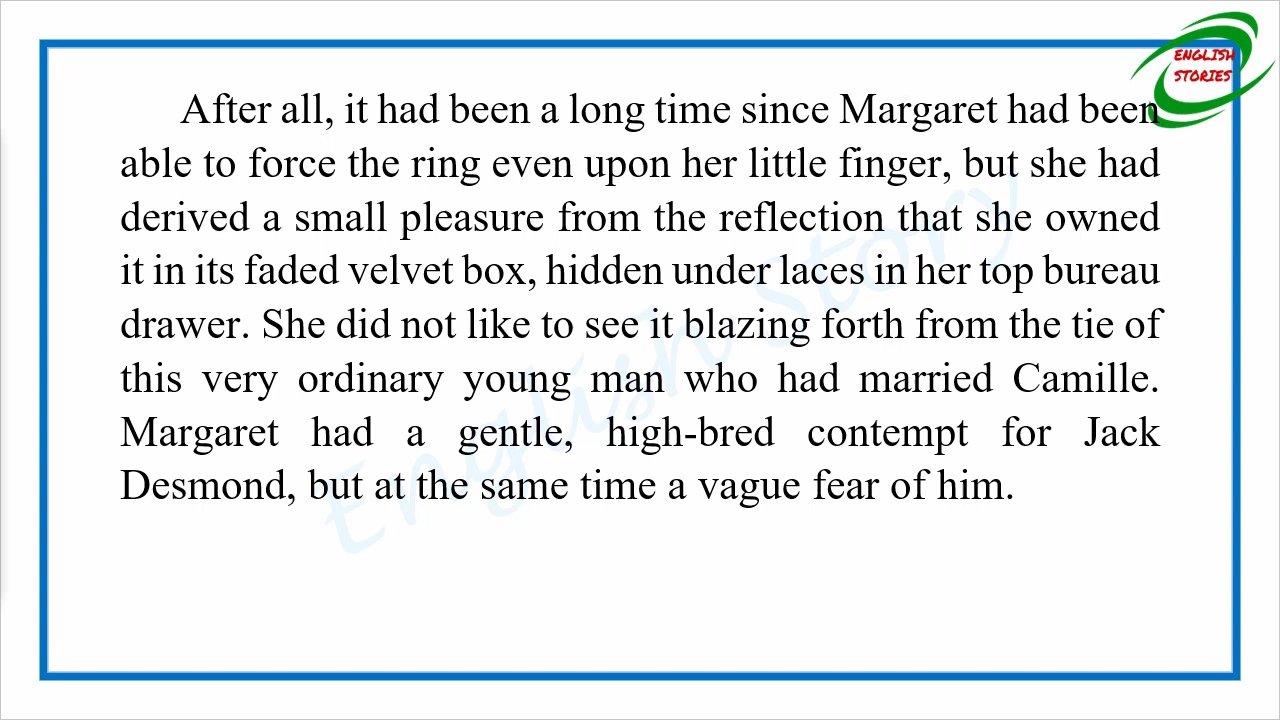 ENGLISH
STORIES
After all, it had been a long time since Margaret had been
able to force the ring even upon her little finger, but she had
derived a small pleasure from the reflection that she owned
it in its faded velvet box, hidden under laces in her top bureau
drawer. She did not like to see it blazing forth from the tie of
this very ordinary young man who had married Camille.
Margaret had a gentle, high-bred contempt for Jack
Desmond, but at the same time a vague fear of him.
English Story